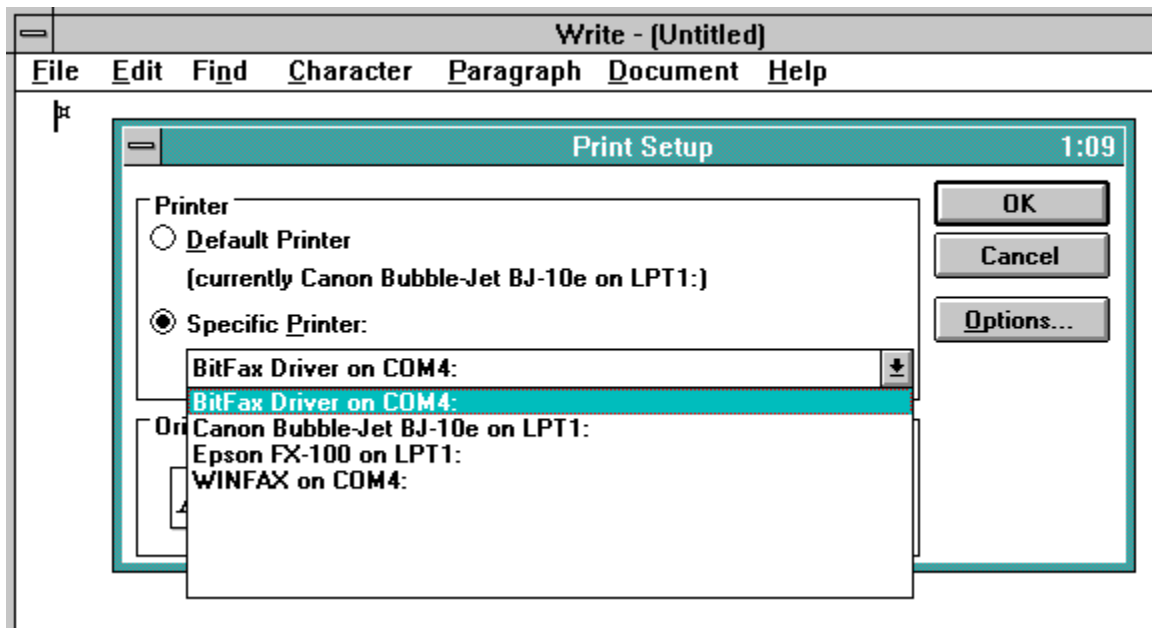 Write - (Untitled)
File Edit Find Character Paragraph Document Help
Print Setup 1:09
Printer
Default Printer
(currently Canon Bubble-Jet BJ-10e on LPT1:)
Specific Printer:
BitFax Driver on COM4:
BitFax Driver on COM4:
Canon Bubble-Jet BJ-10e on LPT1:
Epson FX-100 on LPT1:
WINFAX on COM4:
OK
Cancel
Options...